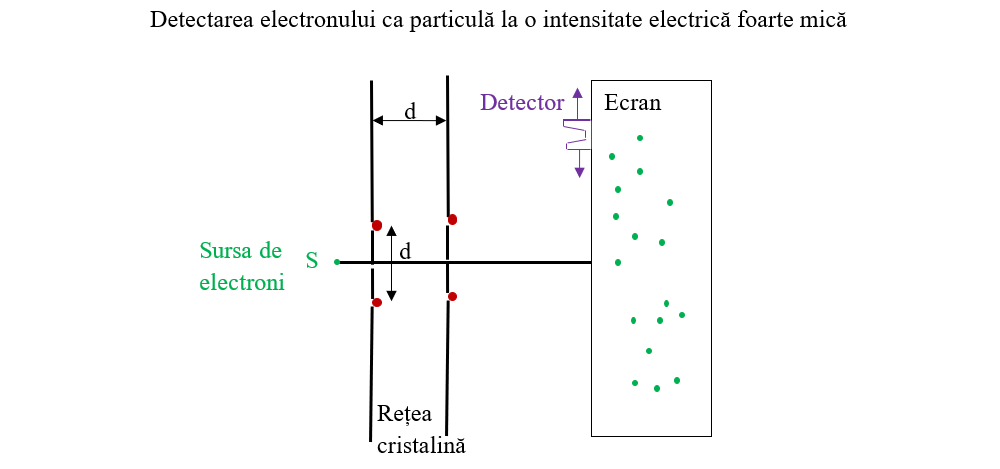 Detectarea electronului ca particulă la o intensitate electrică foarte mică
Detector
Ecran
d
d
Sursa de
electroni
S
Rețea
cristalină